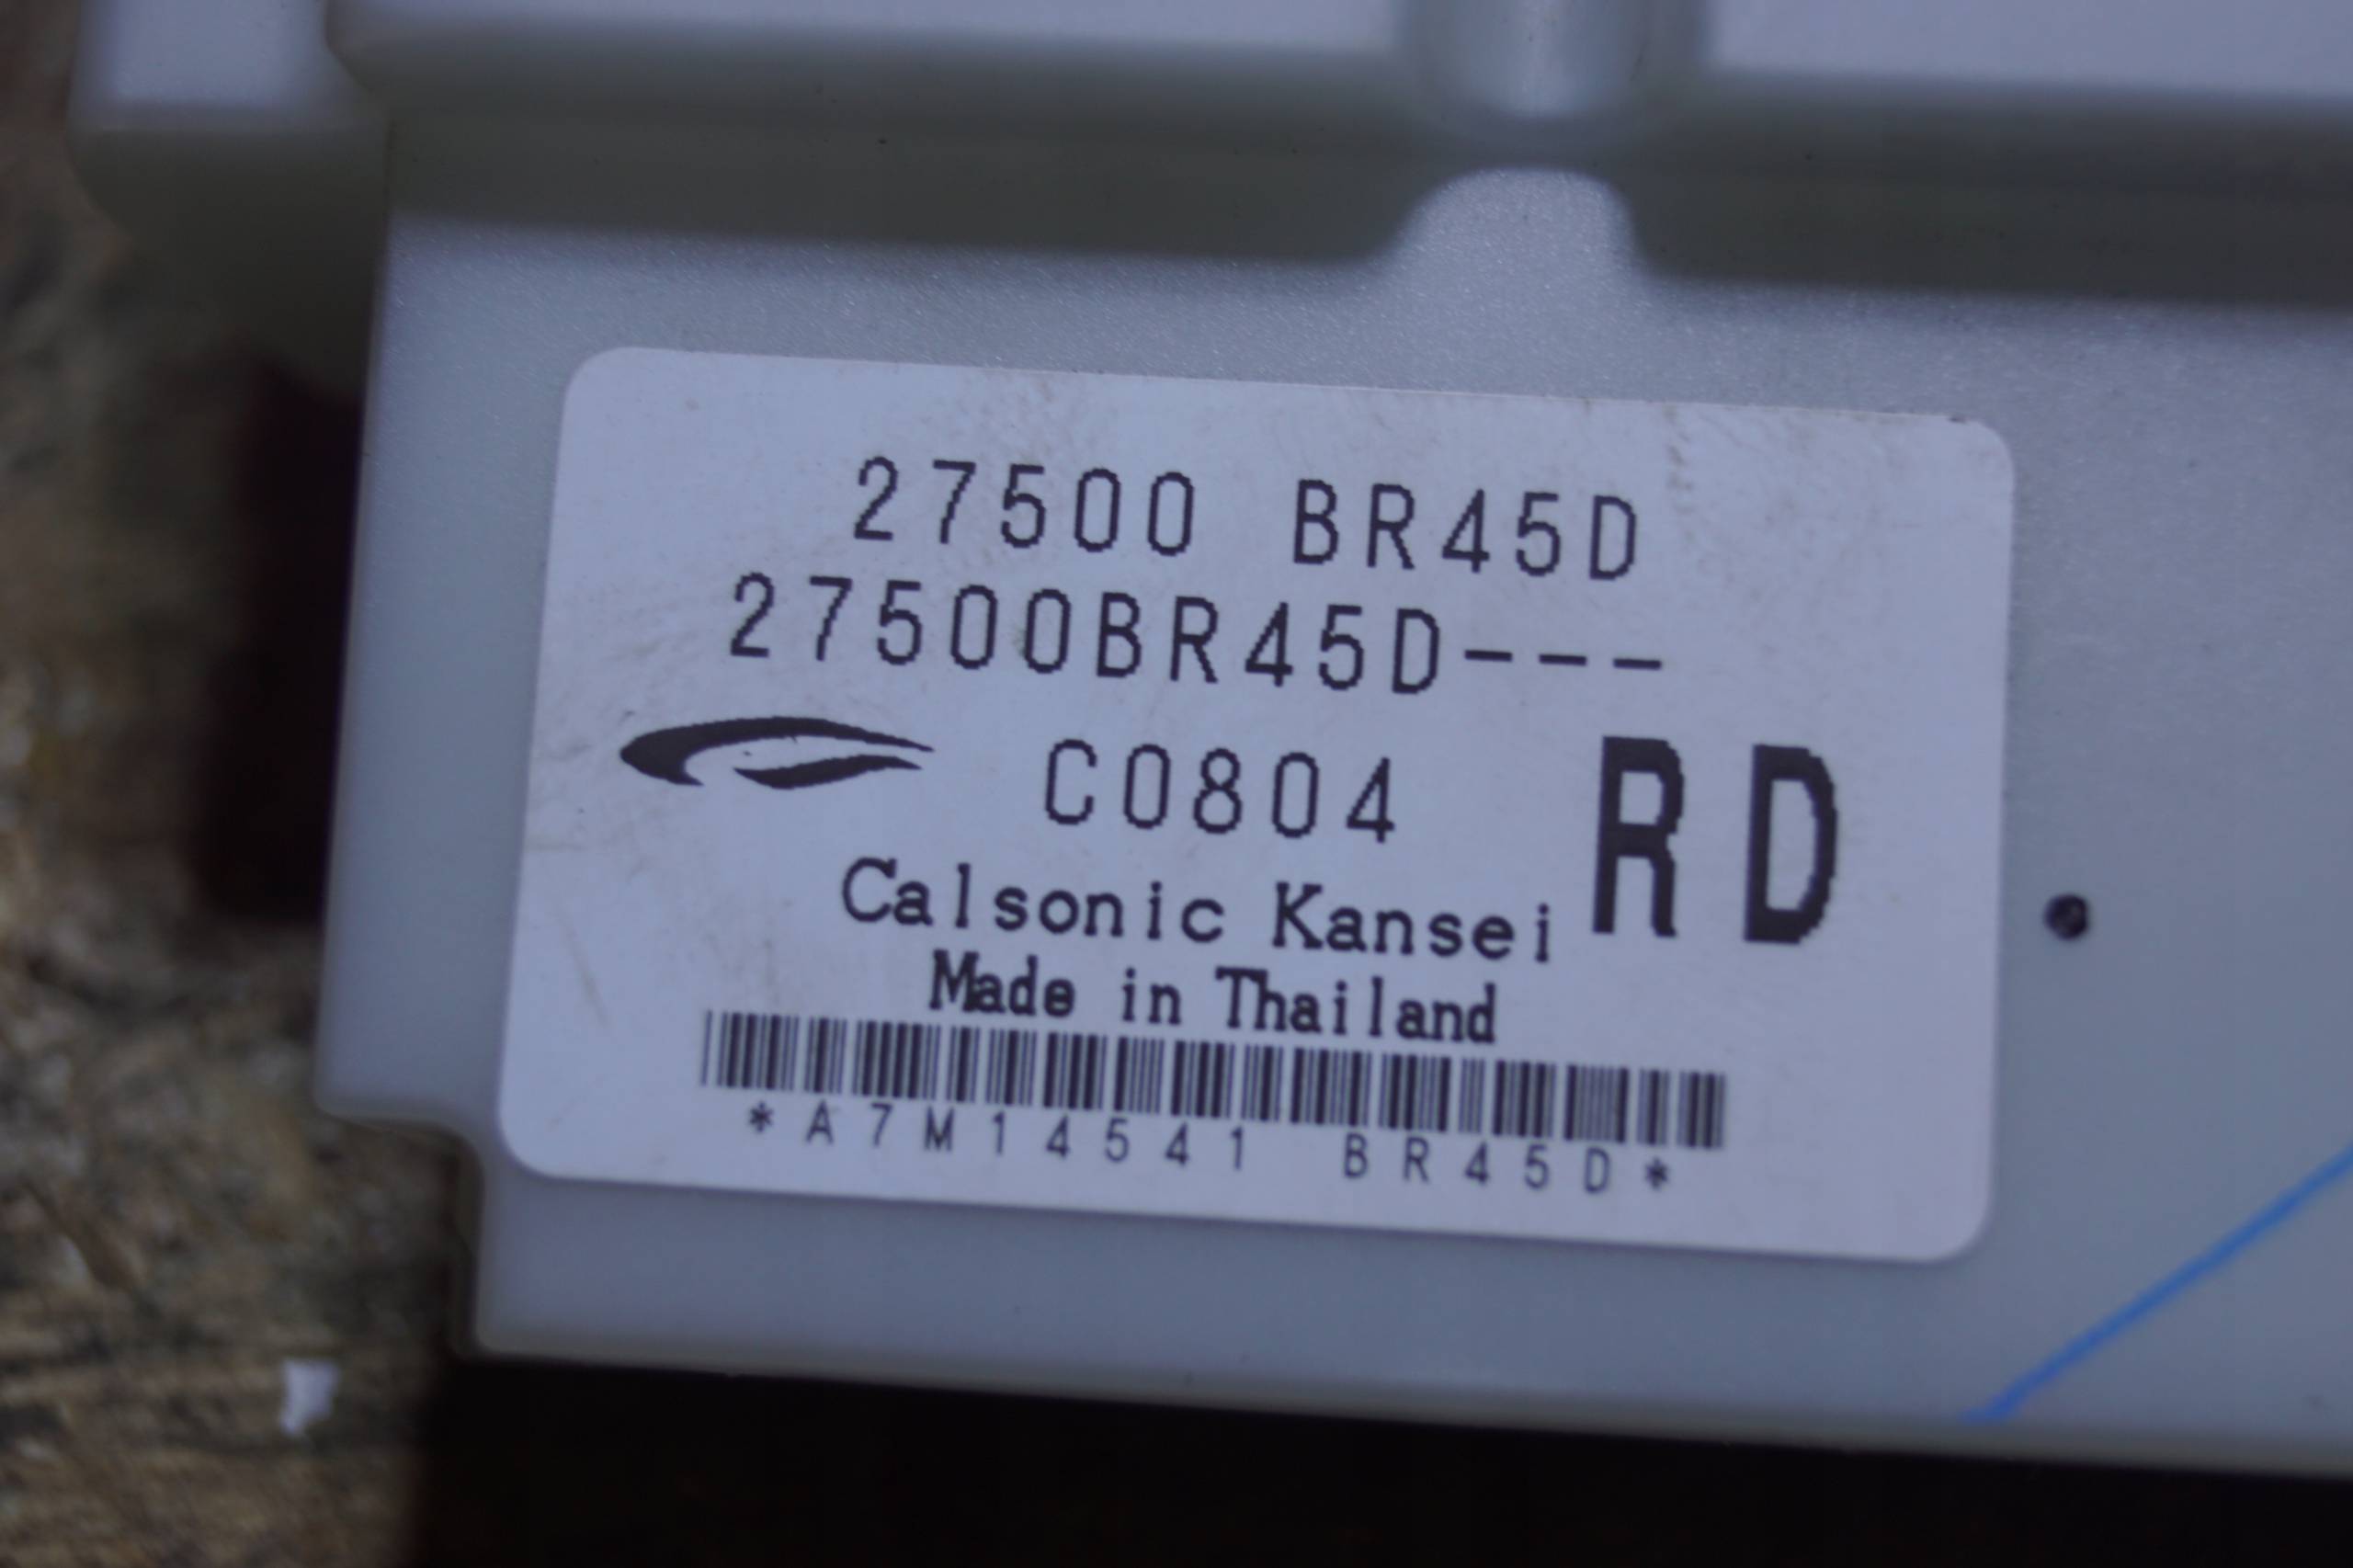 27500 BR45D
27500BR45D---
C0804 RD
Calsonic Kansei
Made in Thailand
*A7M14541 BR45D*